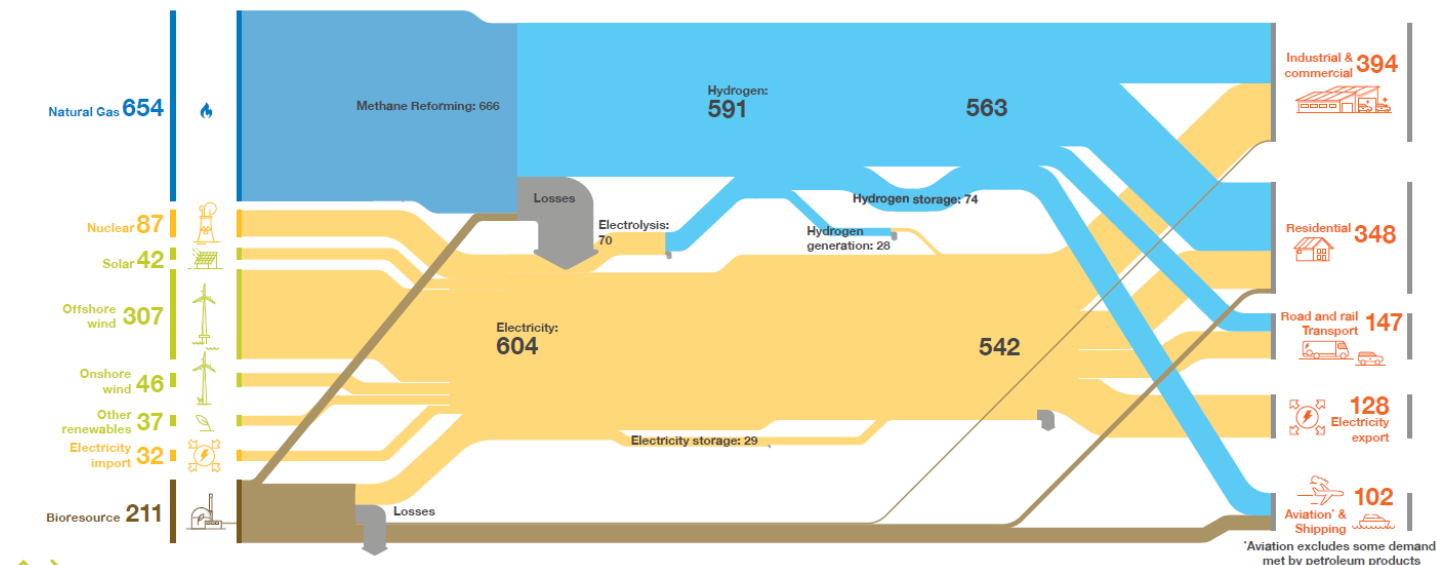 Natural Gas 654
Methane Reforming: 666
Hydrogen:
591
563
Industrial &
commercial 394
Losses
Hydrogen storage: 74
Electrolysis:
70
Hydrogen
generation: 28
Nuclear 87
Solar 42
Residential 348
Offshore
wind 307
Electricity:
604
542
Road and rail
Transport 147
Onshore
wind 46
Other
renewables 37
128
Electricity
export
Electricity
import 32
Electricity storage: 29
Bioresource 211
Losses
102
Aviation* &
Shipping
*Aviation excludes some demand
met by petroleum products